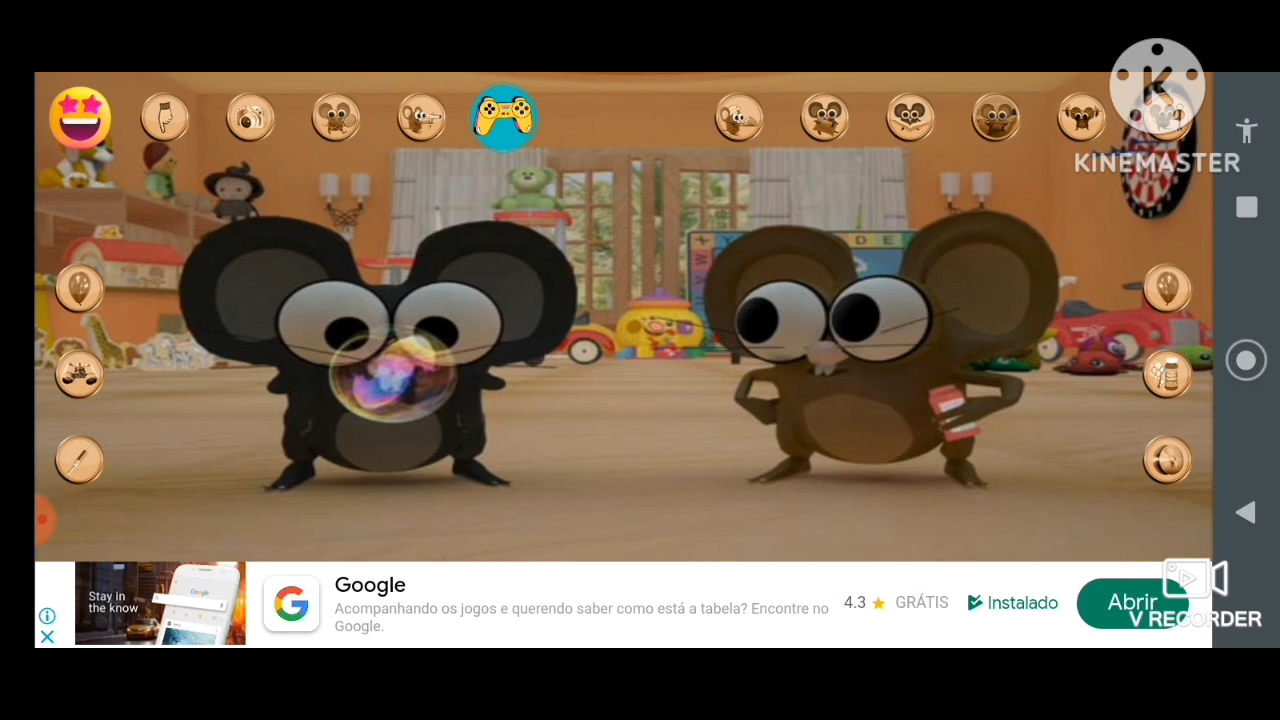 KINEMASTER
Stay in
the know
Google
Google
Acompanhando os jogos e querendo saber como está a tabela? Encontre no
Google.
4.3
GRÁTIS
Instalado
Abrir
V RECORDER